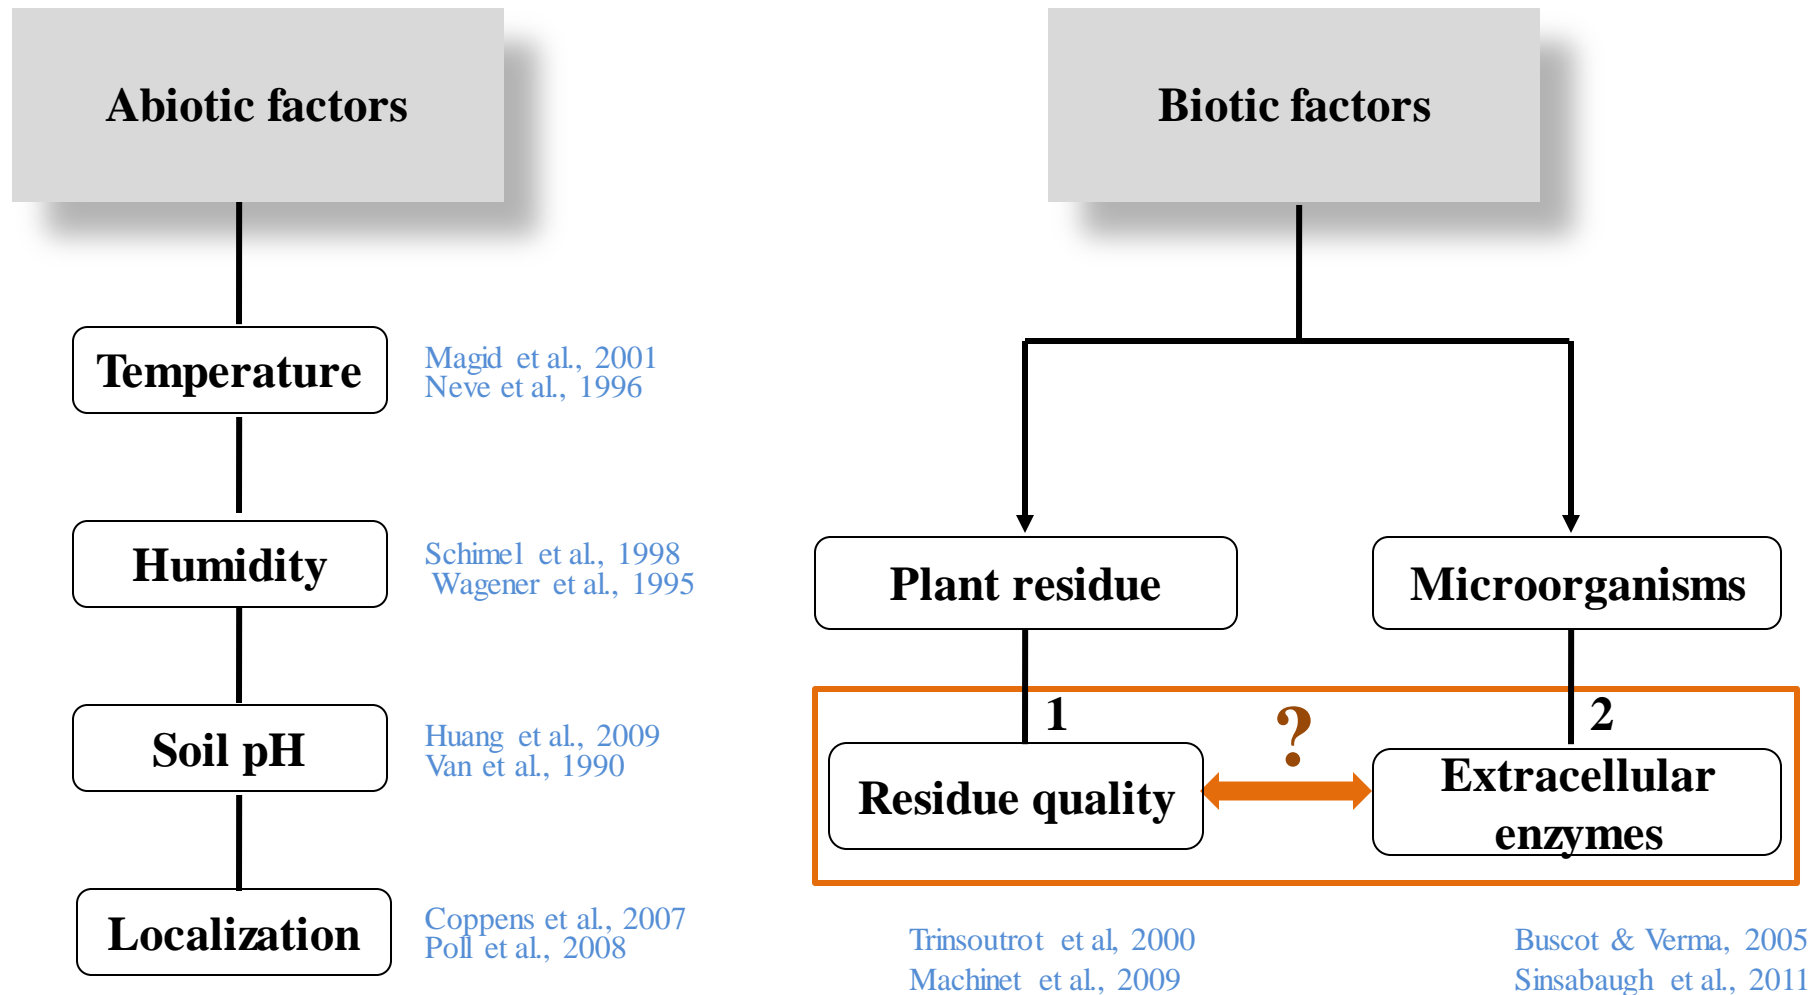 Abiotic factors
Temperature
Magid et al., 2001
Neve et al., 1996
Humidity
Schimel et al., 1998
Wagener et al., 1995
Soil pH
Huang et al., 2009
Van et al., 1990
Localization
Coppens et al., 2007
Poll et al., 2008
Biotic factors
Plant residue
Microorganisms
1
?
2
Residue quality
Extracellular
enzymes
Trinsoutrot et al, 2000
Machinet et al., 2009
Buscot & Verma, 2005
Sinsabaugh et al., 2011